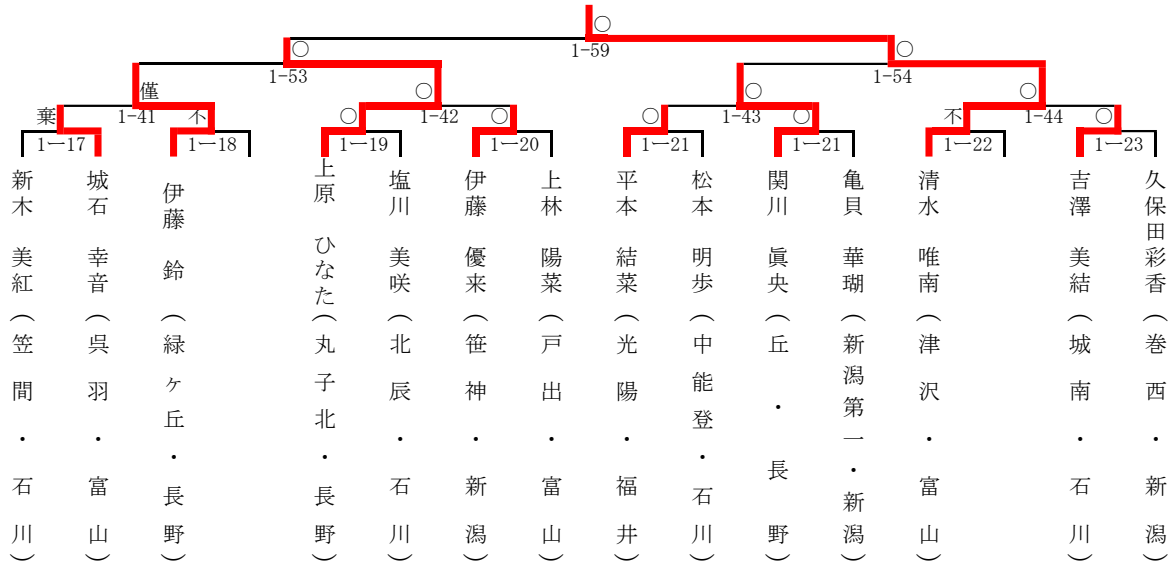 ○
1-59
○
○
1-53
1-54
僅
○
○
○
棄
1-41
不
○
1-42
○
○
1-43
○
不
1-44
○
1ー17
1ー18
1ー19
1ー20
1ー21
1ー21
1ー22
1ー23
新木 美紅(笠間・石川)
城石 幸音(呉羽・富山)
伊藤 鈴(緑ヶ丘・長野)
上原 ひなた(丸子北・長野)
塩川 美咲(北辰・石川)
伊藤 優来(笹神・新潟)
上林 陽菜(戸出・富山)
平本 結菜(光陽・福井)
松本 明歩(中能登・石川)
関川 眞央(丘・長野)
亀貝 華瑚(新潟第一・新潟)
清水 唯南(津沢・富山)
吉澤 美結(城南・石川)
久保田彩香(巻西・新潟)